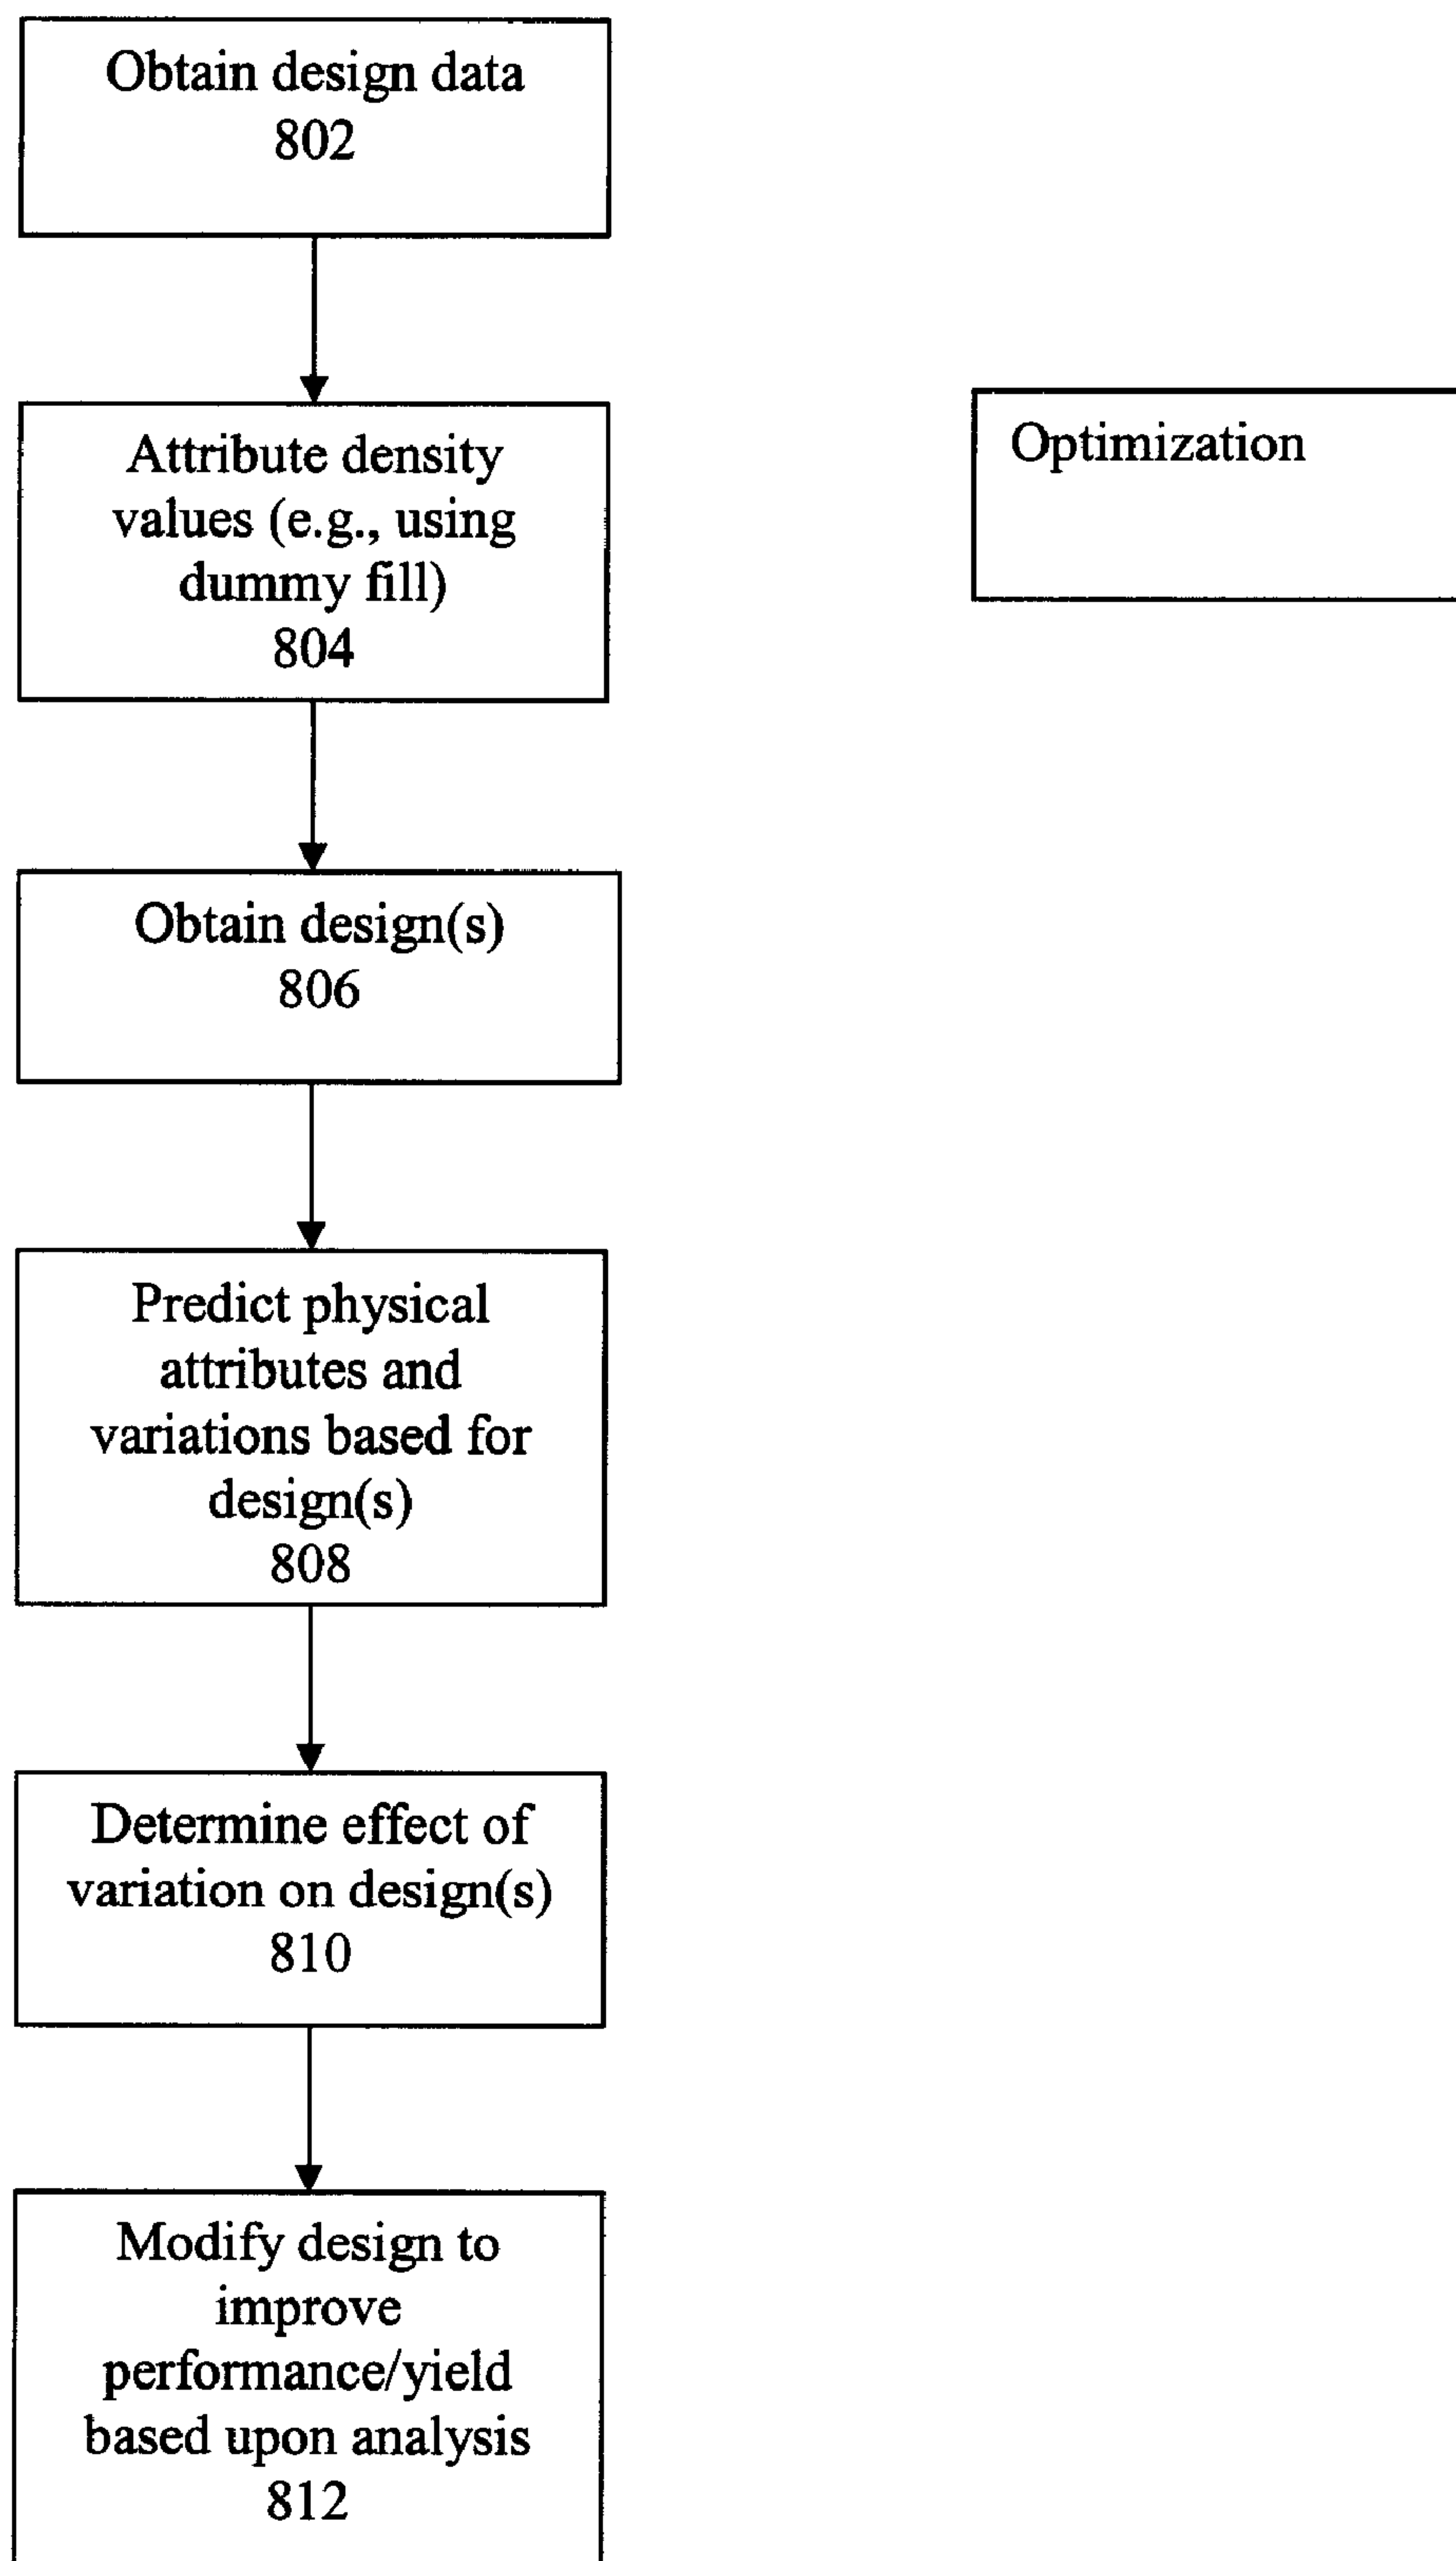 Obtain design data
802
Attribute density
values (e.g., using
dummy fill)
804
Optimization
Obtain design(s)
806
Predict physical
attributes and
variations based for
design(s)
808
Determine effect of
variation on design(s)
810
Modify design to
improve
performance/yield
based upon analysis
812